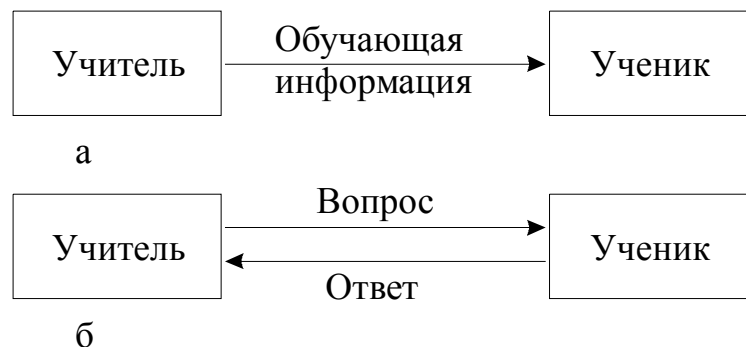 Учитель
Обучающая
информация
Ученик
а
Учитель
Вопрос
Ответ
Ученик
б